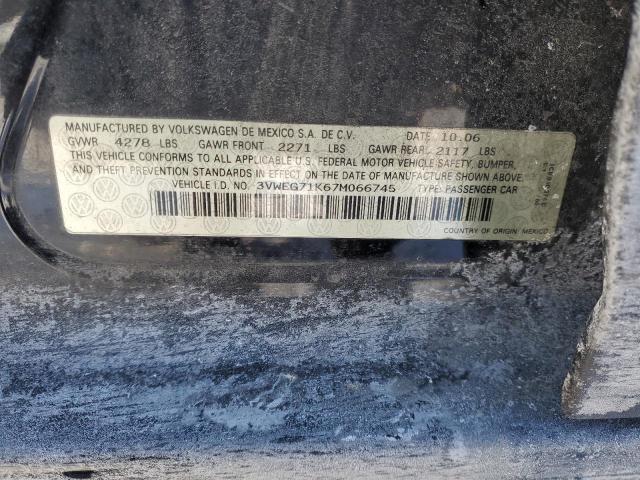 MANUFACTURED BY VOLKSWAGEN DE MEXICO S.A. DE C.V. DATE 10.06
GVWR 4278 LBS GAWR FRONT 2271 LBS GAWR REAR 2117 LBS
THIS VEHICLE CONFORMS TO ALL APPLICABLE U.S. FEDERAL MOTOR VEHICLE SAFETY, BUMPER,
AND THEFT PREVENTION STANDARDS IN EFFECT ON THE DATE OF MANUFACTURE SHOWN ABOVE.
VEHICLE I.D. NO. 3VWEG71K67M066745 TYPE: PASSENGER CAR
COUNTRY OF ORIGIN: MEXICO